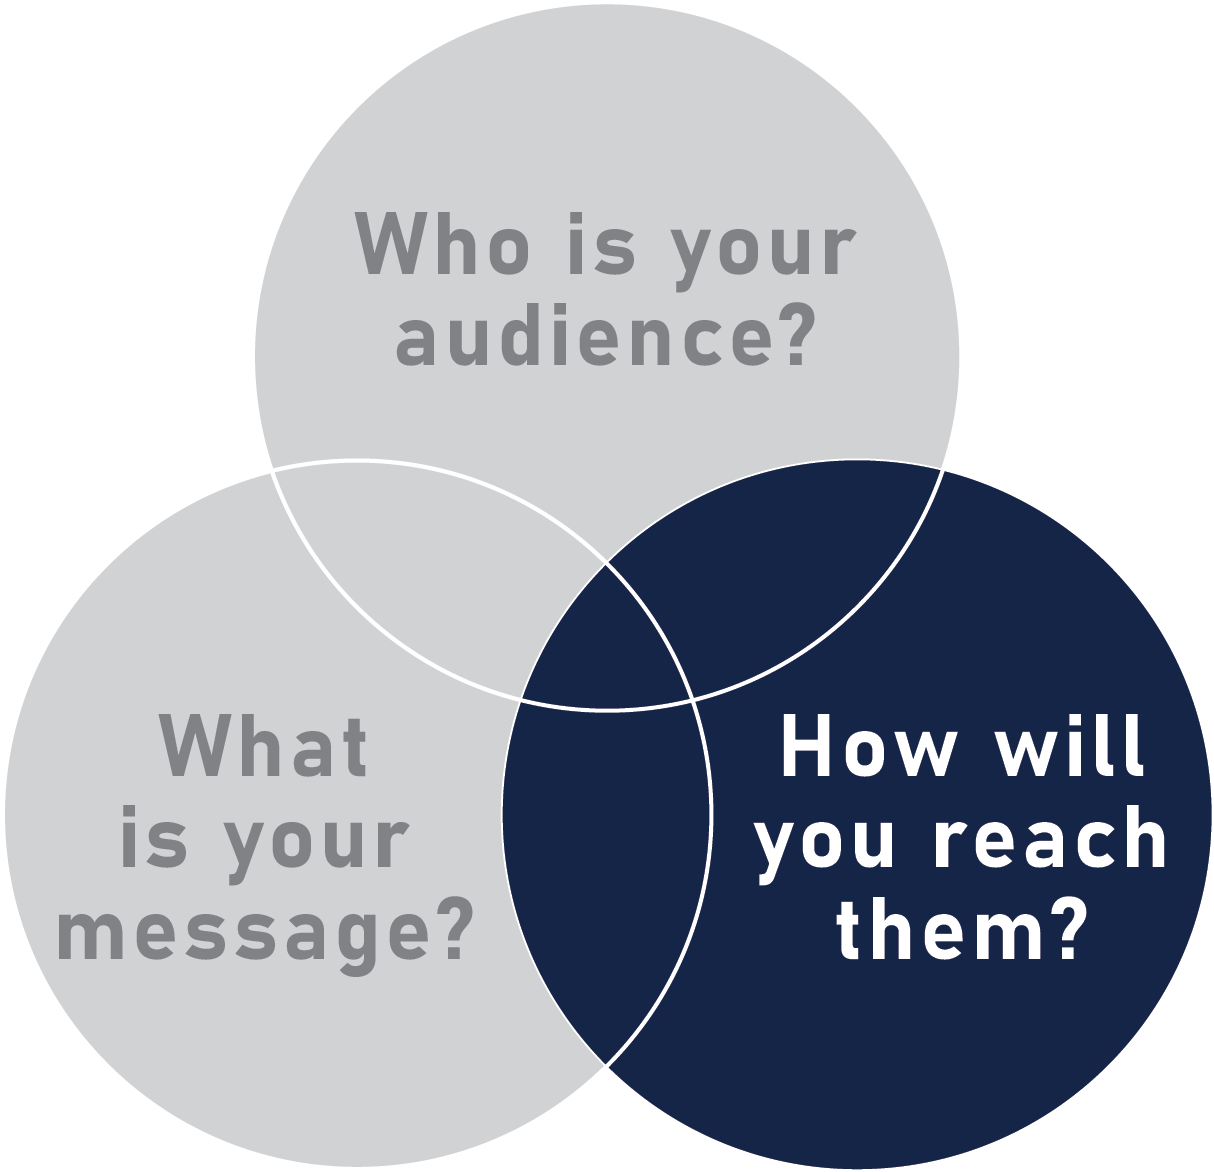 Who is your
audience?
What
is your
message?
How will
you reach
them?